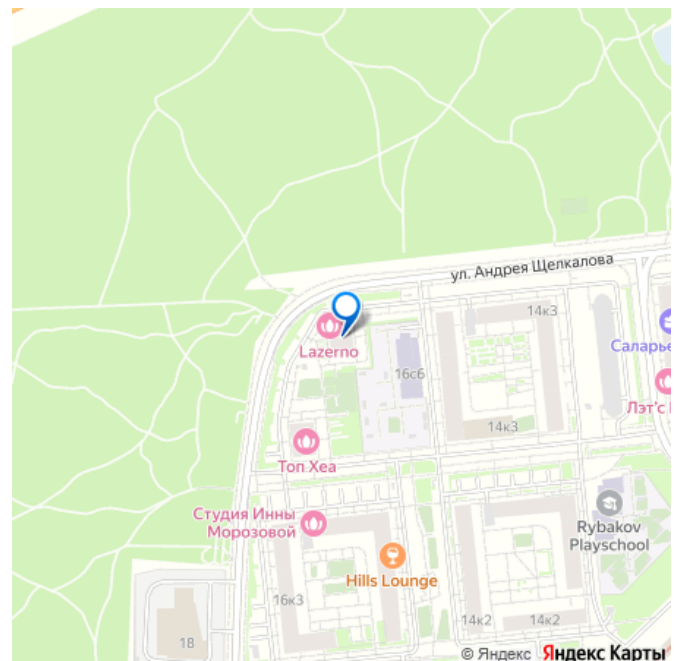 ул. Андрея Щелкалова
14к3
Lazerno
Саларье
16с6
Лэт'с
14к3
Топ Хеа
Студия Инны
Морозовой
Rybakov
Playschool
Hills Lounge
16к3
14к2
14к2
18
© Яндекс Яндекс Карты